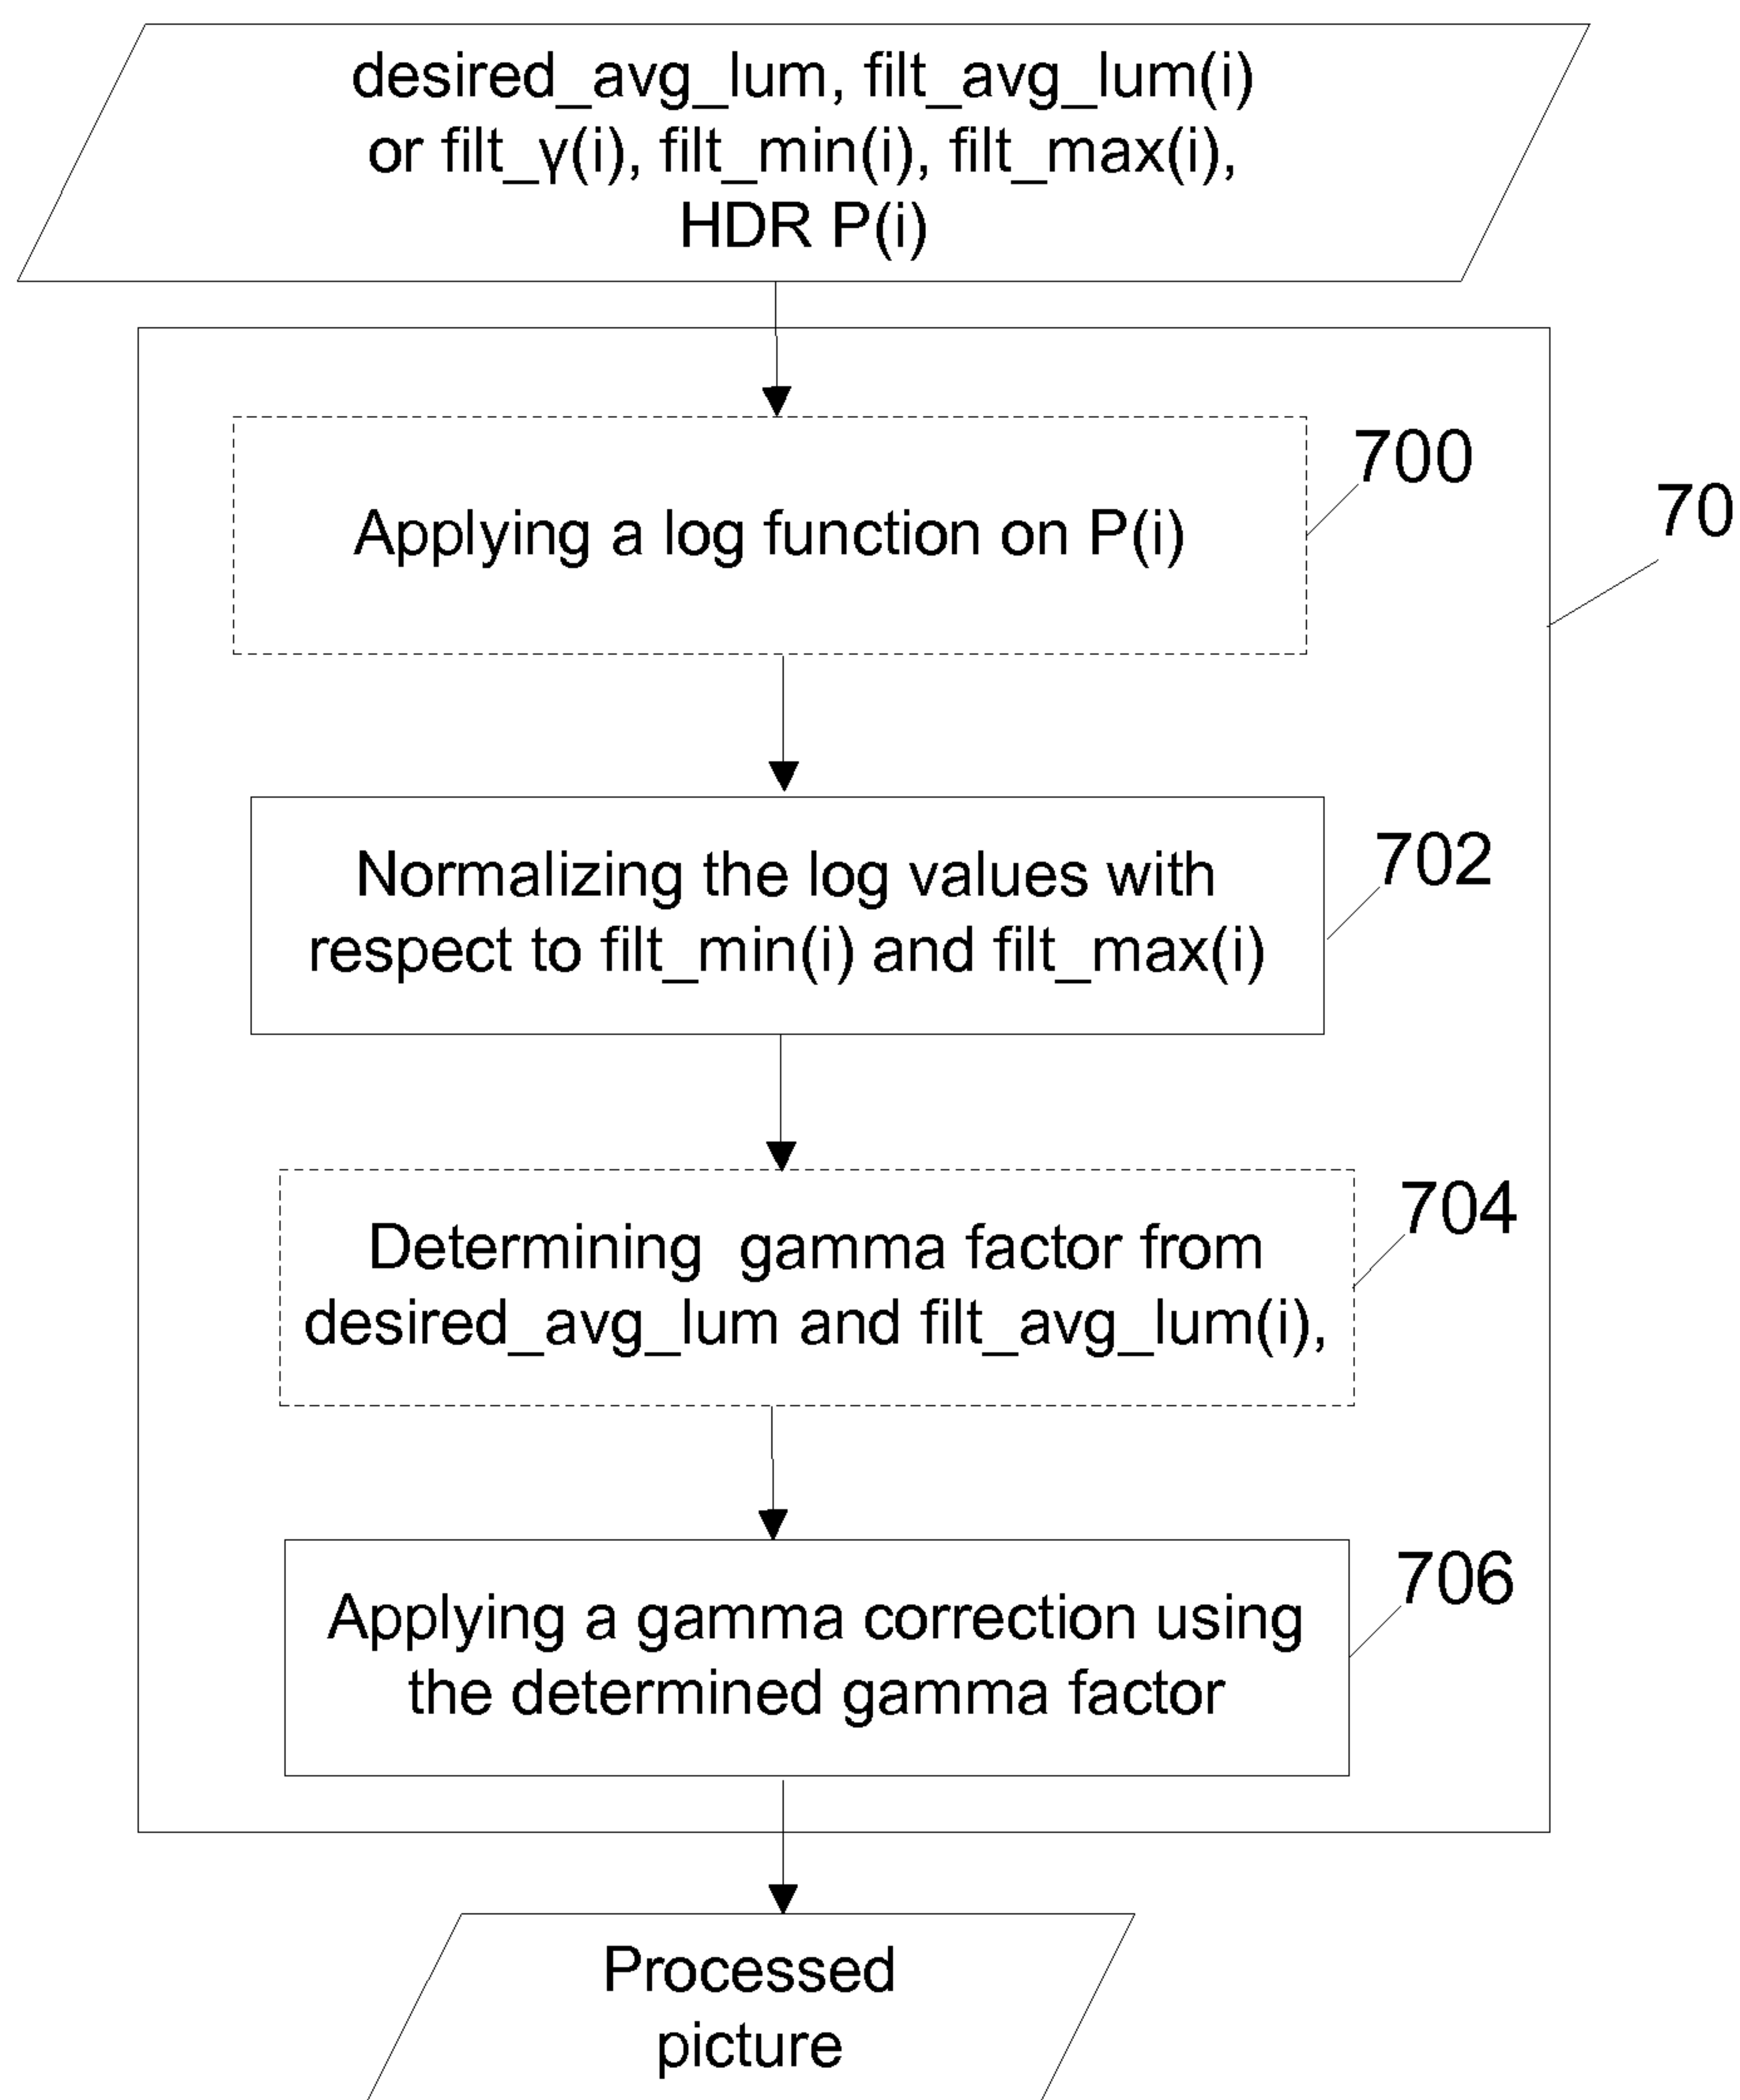 desired_avg_lum, filt_avg_lum(i)
or filt_γ(i), filt_min(i), filt_max(i),
HDR P(i)
700
70
Applying a log function on P(i)
702
Normalizing the log values with
respect to filt_min(i) and filt_max(i)
704
Determining  gamma factor from
desired_avg_lum and filt_avg_lum(i),
706
Applying a gamma correction using
the determined gamma factor
Processed
picture